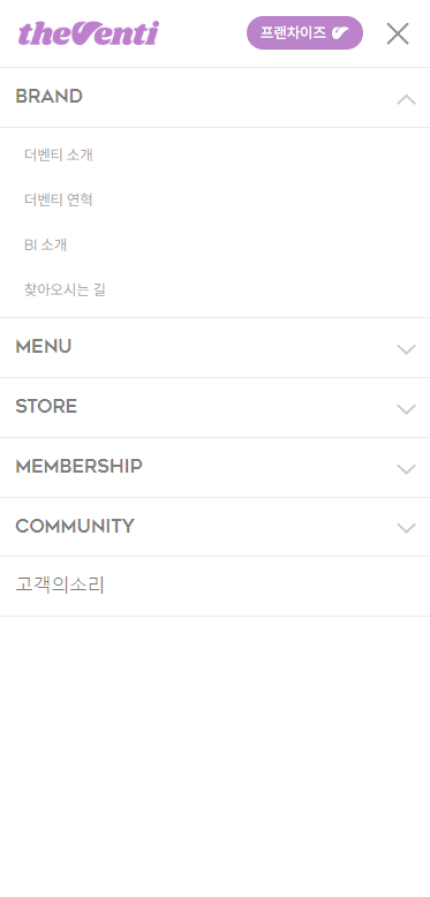 theVenti
프랜차이즈
BRAND
더벤티 소개
더벤티 연혁
BI 소개
찾아오시는 길
MENU
STORE
MEMBERSHIP
COMMUNITY
고객의소리